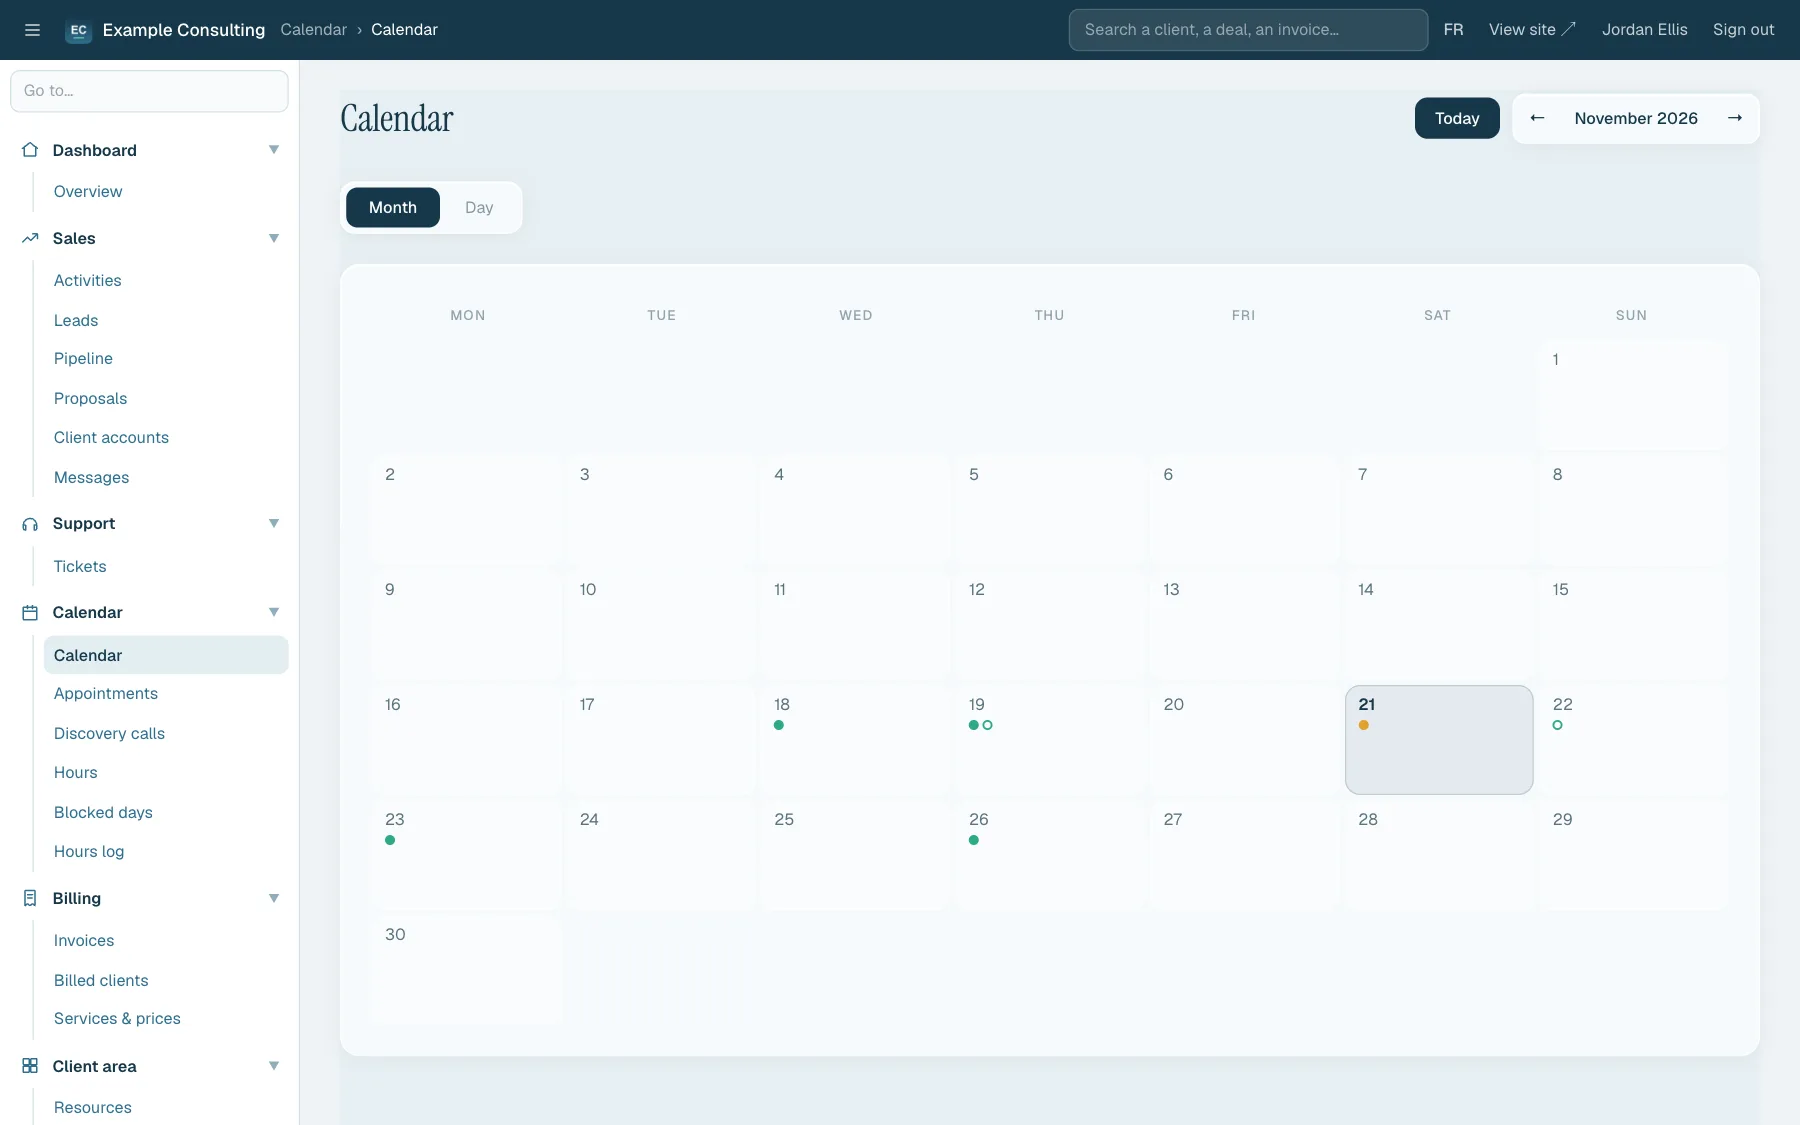 EC Example Consulting Calendar › Calendar Search a client, a deal, an invoice... FR View site ↗ Jordan Ellis Sign out
Go to...
Dashboard ▼
Overview
Sales ▼
Activities
Leads
Pipeline
Proposals
Client accounts
Messages
Support ▼
Tickets
Calendar ▼
Calendar
Appointments
Discovery calls
Hours
Blocked days
Hours log
Billing ▼
Invoices
Billed clients
Services & prices
Client area ▼
Resources
Calendar
Today ← November 2026 →
Month Day
MON TUE WED THU FRI SAT SUN
1
2 3 4 5 6 7 8
9 10 11 12 13 14 15
16 17 18 19 20 21 22
23 24 25 26 27 28 29
30